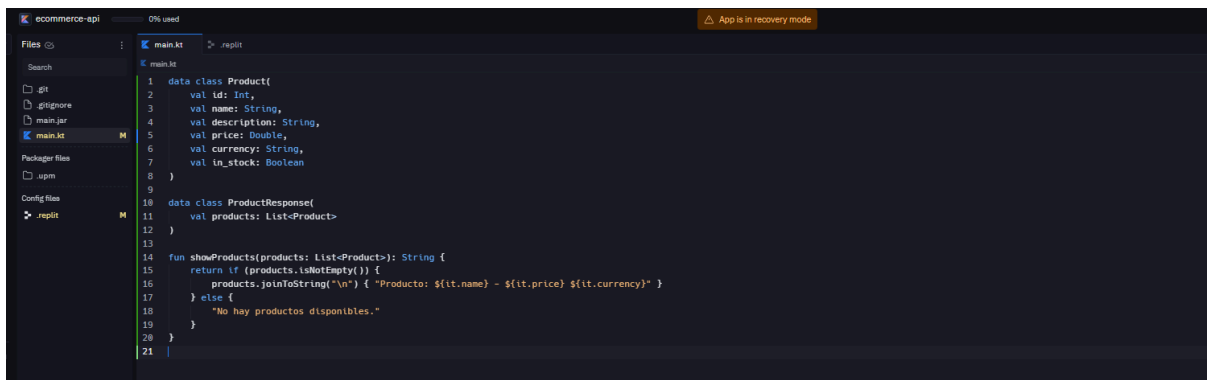 ecommerce-api 0% used App is in recovery mode
Files
Search
.git
.gitignore
main.jar
main.kt M
Packager files
.upm
Config files
.replit M
main.kt .replit
main.kt
1 data class Product(
2 val id: Int,
3 val name: String,
4 val description: String,
5 val price: Double,
6 val currency: String,
7 val in_stock: Boolean
8 )
9
10 data class ProductResponse(
11 val products: List<Product>
12 )
13
14 fun showProducts(products: List<Product>): String {
15 return if (products.isNotEmpty()) {
16 products.joinToString("\n") { "Producto: ${it.name} - ${it.price} ${it.currency}" }
17 } else {
18 "No hay productos disponibles."
19 }
20 }
21